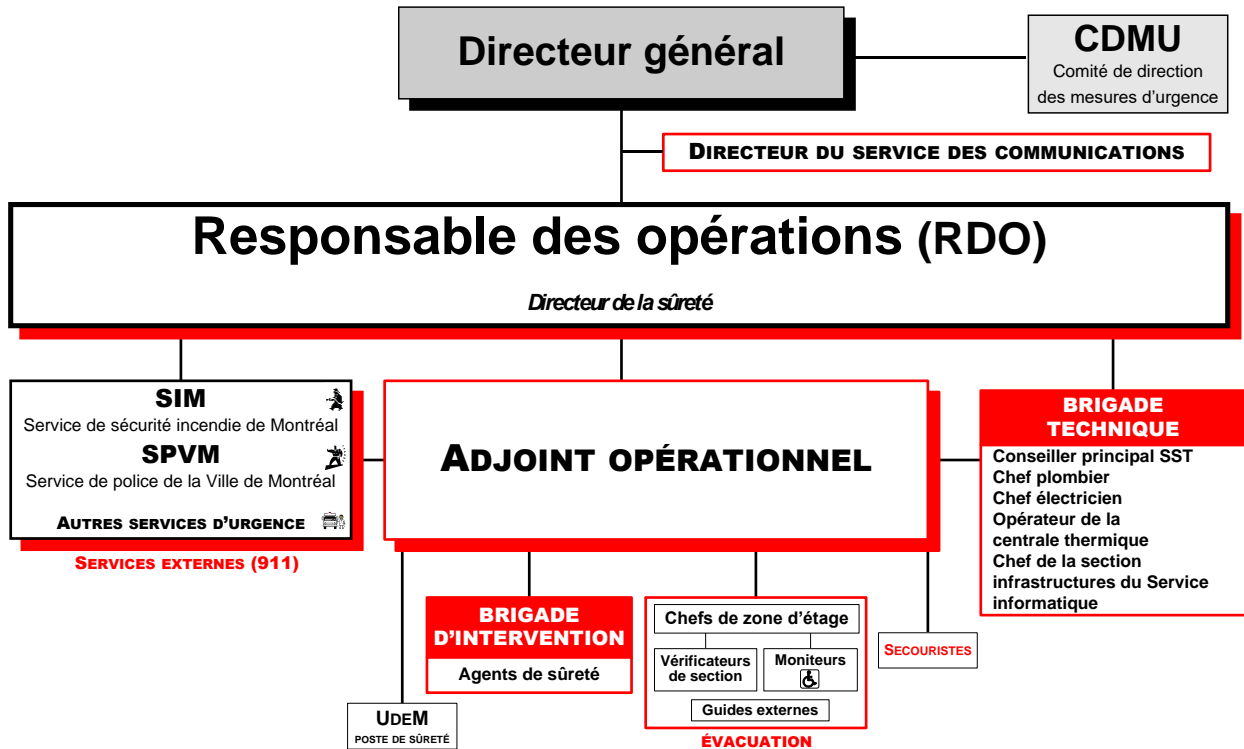 Directeur général
CDMU
Comité de direction
des mesures d'urgence
DIRECTEUR DU SERVICE DES COMMUNICATIONS
Responsable des opérations (RDO)
Directeur de la sûreté
SIM
Service de sécurité incendie de Montréal
SPVM
Service de police de la Ville de Montréal
AUTRES SERVICES D'URGENCE
SERVICES EXTERNES (911)
ADJOINT OPÉRATIONNEL
BRIGADE
TECHNIQUE
Conseiller principal SST
Chef plombier
Chef électricien
Opérateur de la
centrale thermique
Chef de la section
infrastructures du Service
informatique
UDEM
POSTE DE SÛRETÉ
BRIGADE
D'INTERVENTION
Agents de sûreté
Chefs de zone d'étage
Vérificateurs
de section
Moniteurs
Guides externes
ÉVACUATION
SECOURISTES